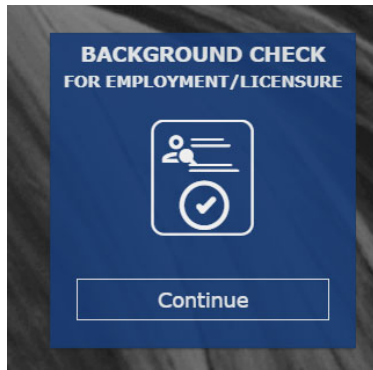 BACKGROUND CHECK
FOR EMPLOYMENT/LICENSURE
Continue